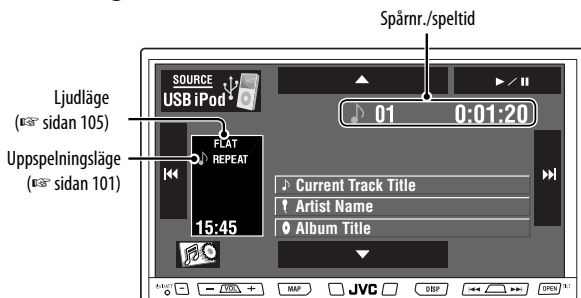 Spårnr./speltid
SOURCE
USB iPod
01 0:01:20
Ljudläge
(☞ sidan 105)
FLAT
Uppspelningsläge
REPEAT
(☞ sidan 101)
Current Track Title
Artist Name
15:45
Album Title
− VOL + MAP JVC DISP OPEN